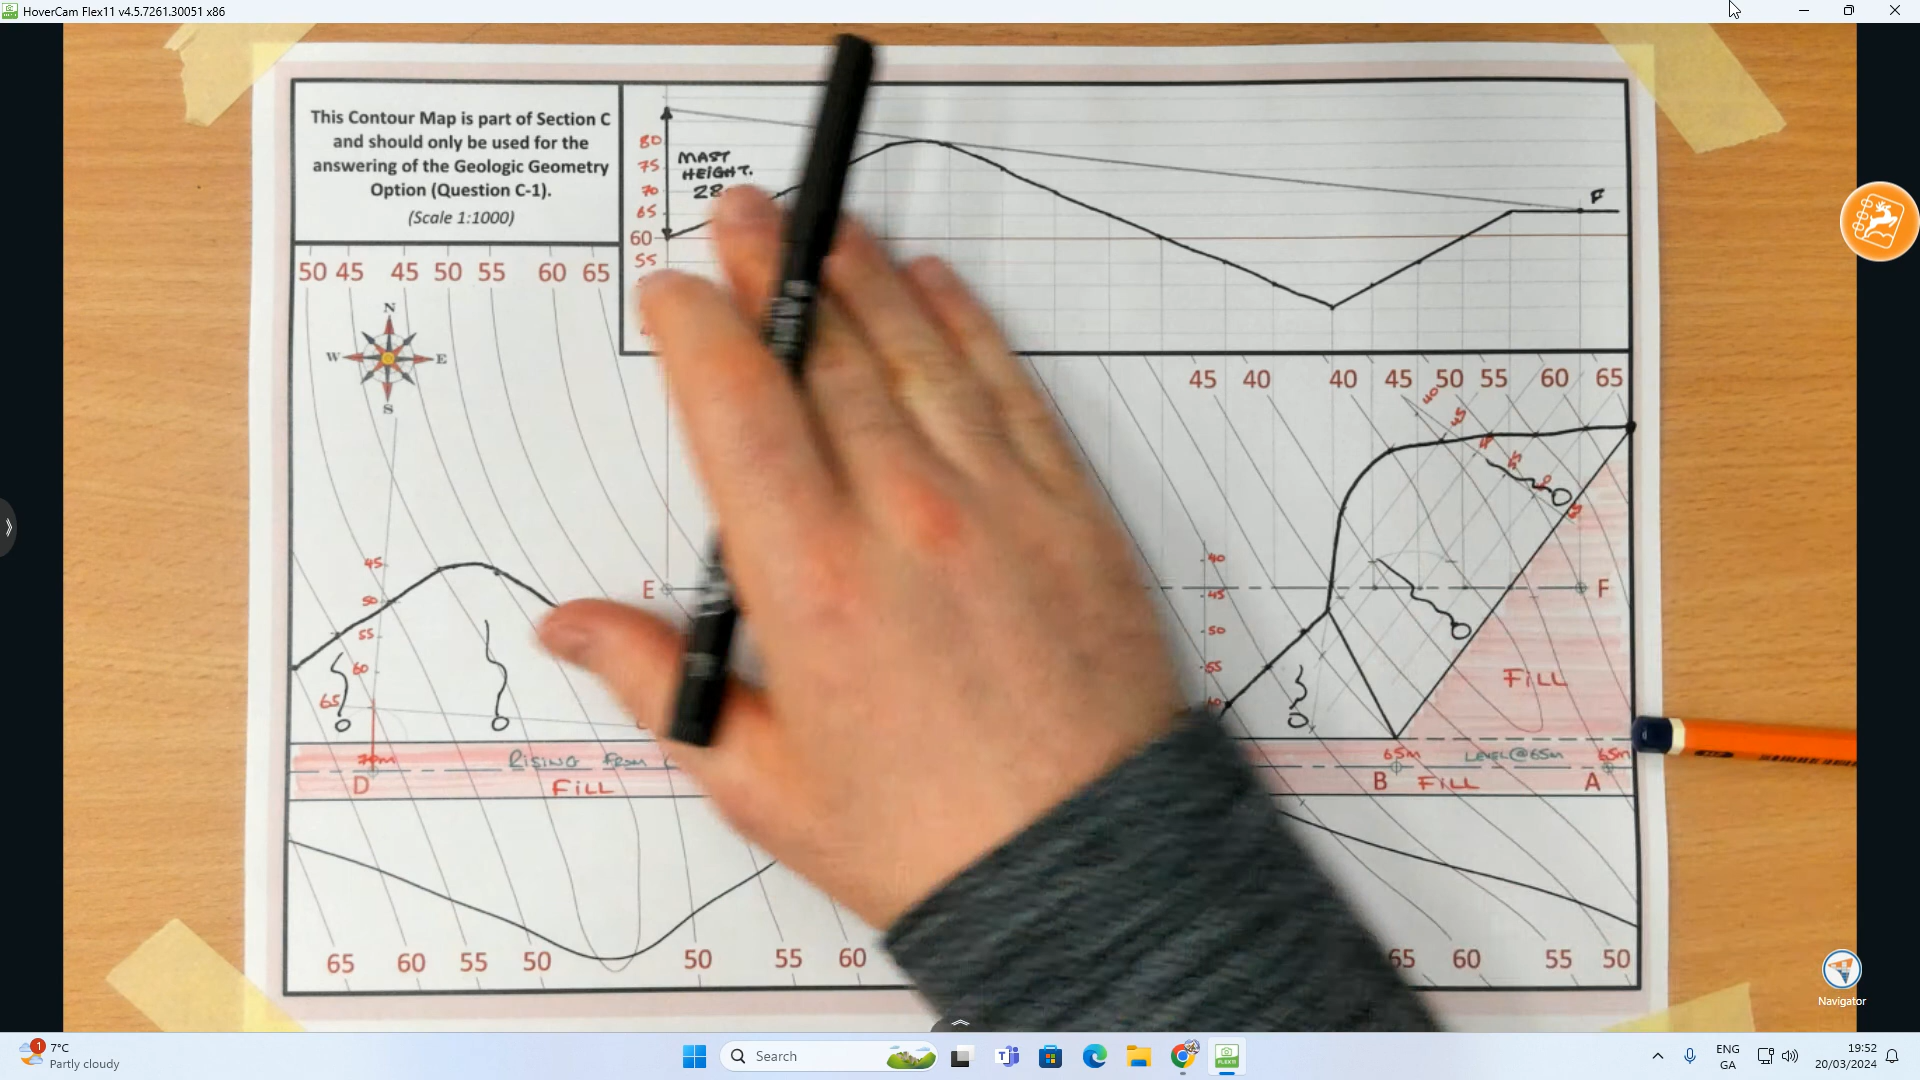 HoverCam Flex11 v4.5.7261.30051 x86
This Contour Map is part of Section C
and should only be used for the
answering of the Geologic Geometry
Option (Question C-1).
(Scale 1:1000)
80
75
70
65
60
55
MAST
HEIGHT.
28
F
50 45 45 50 55 60 65
N
W E
S
45 40 40 45 50 55 60 65
40
45
45
50
55
60
65
E
F
40
45
50
55
FILL
70m
RISING FROM
D
FILL
65m LEVEL@65m 65m
B FILL A
65 60 55 50 50 55 60 65 60 55 50
Navigator
1
7°C
Partly cloudy
Search
ENG
GA
19:52
20/03/2024